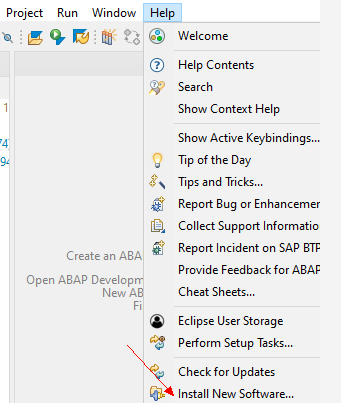 Project Run Window Help
Welcome
Help Contents
Search
Show Context Help
Show Active Keybindings...
Tip of the Day
Tips and Tricks...
Report Bug or Enhancemen
Collect Support Informatio
Report Incident on SAP BTP
Provide Feedback for ABAP
Cheat Sheets...
Eclipse User Storage
Perform Setup Tasks...
Check for Updates
Install New Software...
1
74
94
Create an ABA
Open ABAP Developm
New AB
Fi